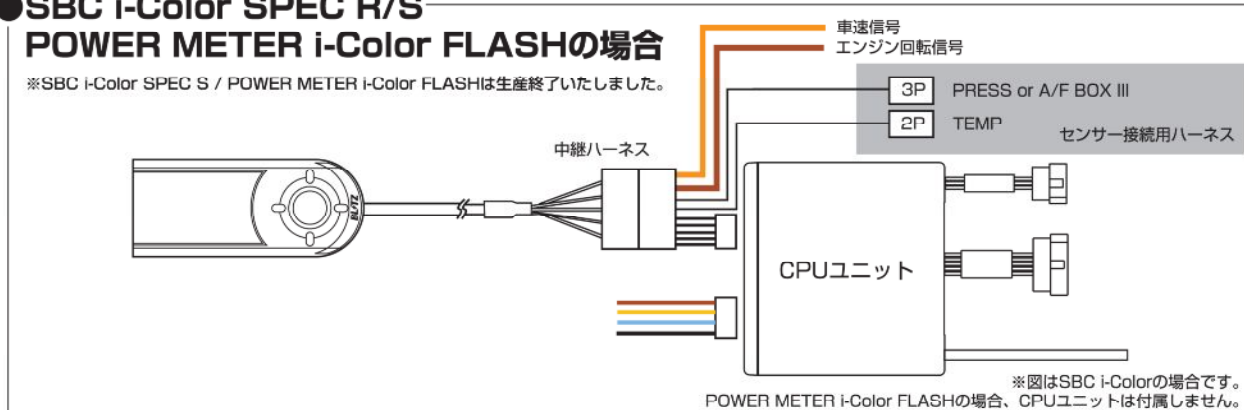 ●SBC i-Color SPEC R/S
POWER METER i-Color FLASHの場合
※SBC i-Color SPEC S / POWER METER i-Color FLASHは生産終了いたしました。
車速信号
エンジン回転信号
3P PRESS or A/F BOX III
2P TEMP
センサー接続用ハーネス
中継ハーネス
BLITZ
CPUユニット
※図はSBC i-Colorの場合です。
POWER METER i-Color FLASHの場合、CPUユニットは付属しません。